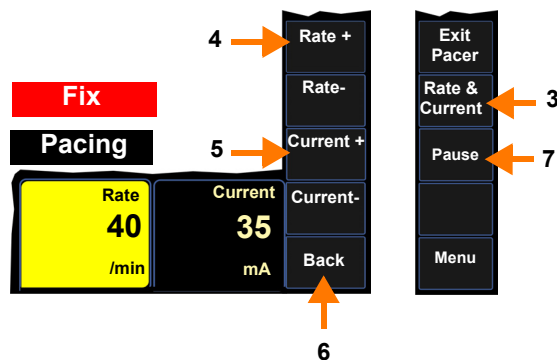 4
Rate +
Exit
Pacer
Fix
Rate-
Rate &
Current
3
Pacing
5
Current +
Pause
7
Rate
40
/min
Current
35
mA
Current-
Back
Menu
6